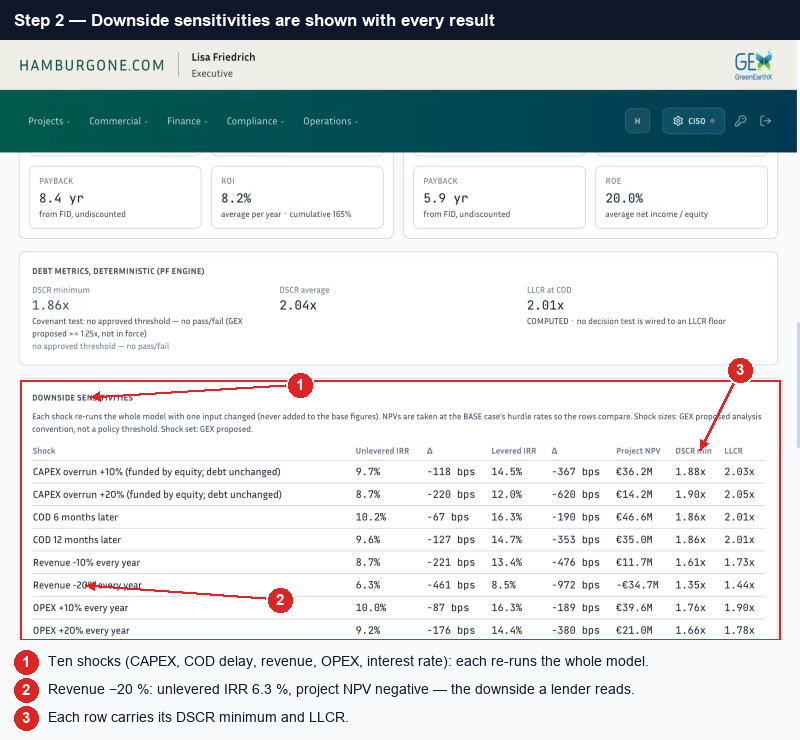 Step 2 — Downside sensitivities are shown with every result
HAMBURGONE.COM
Lisa Friedrich
Executive
GEX
GreenEarthX
Projects
Commercial
Finance
Compliance
Operations
H
CISO
PAYBACK
8.4 yr
from FID, undiscounted
ROI
8.2%
average per year · cumulative 165%
PAYBACK
5.9 yr
from FID, undiscounted
ROE
20.0%
average net income / equity
DEBT METRICS, DETERMINISTIC (PF ENGINE)
DSCR minimum
1.86x
Covenant test: no approved threshold — no pass/fail (GEX
proposed >= 1.25x, not in force)
no approved threshold — no pass/fail
DSCR average
2.04x
LLCR at COD
2.01x
COMPUTED · no decision test is wired to an LLCR floor
3
1
DOWNSIDE SENSITIVITIES
Each shock re-runs the whole model with one input changed (never added to the base figures). NPVs are taken at the BASE case's hurdle rates so the rows compare. Shock sizes: GEX proposed analysis
convention, not a policy threshold. Shock set: GEX proposed.
Shock Unlevered IRR Δ Levered IRR Δ Project NPV DSCR min LLCR
CAPEX overrun +10% (funded by equity; debt unchanged) 9.7% -118 bps 14.5% -367 bps €36.2M 1.88x 2.03x
CAPEX overrun +20% (funded by equity; debt unchanged) 8.7% -220 bps 12.0% -620 bps €14.2M 1.90x 2.05x
COD 6 months later 10.2% -67 bps 16.3% -190 bps €46.6M 1.86x 2.01x
COD 12 months later 9.6% -127 bps 14.7% -353 bps €35.0M 1.86x 2.01x
Revenue -10% every year 8.7% -221 bps 13.4% -476 bps €11.7M 1.61x 1.73x
Revenue -20% every year 6.3% -461 bps 8.5% -972 bps -€34.7M 1.35x 1.44x
2
OPEX +10% every year 10.0% -87 bps 16.3% -189 bps €39.6M 1.76x 1.90x
OPEX +20% every year 9.2% -176 bps 14.4% -380 bps €21.0M 1.66x 1.78x
1 Ten shocks (CAPEX, COD delay, revenue, OPEX, interest rate): each re-runs the whole model.
2 Revenue −20 %: unlevered IRR 6.3 %, project NPV negative — the downside a lender reads.
3 Each row carries its DSCR minimum and LLCR.